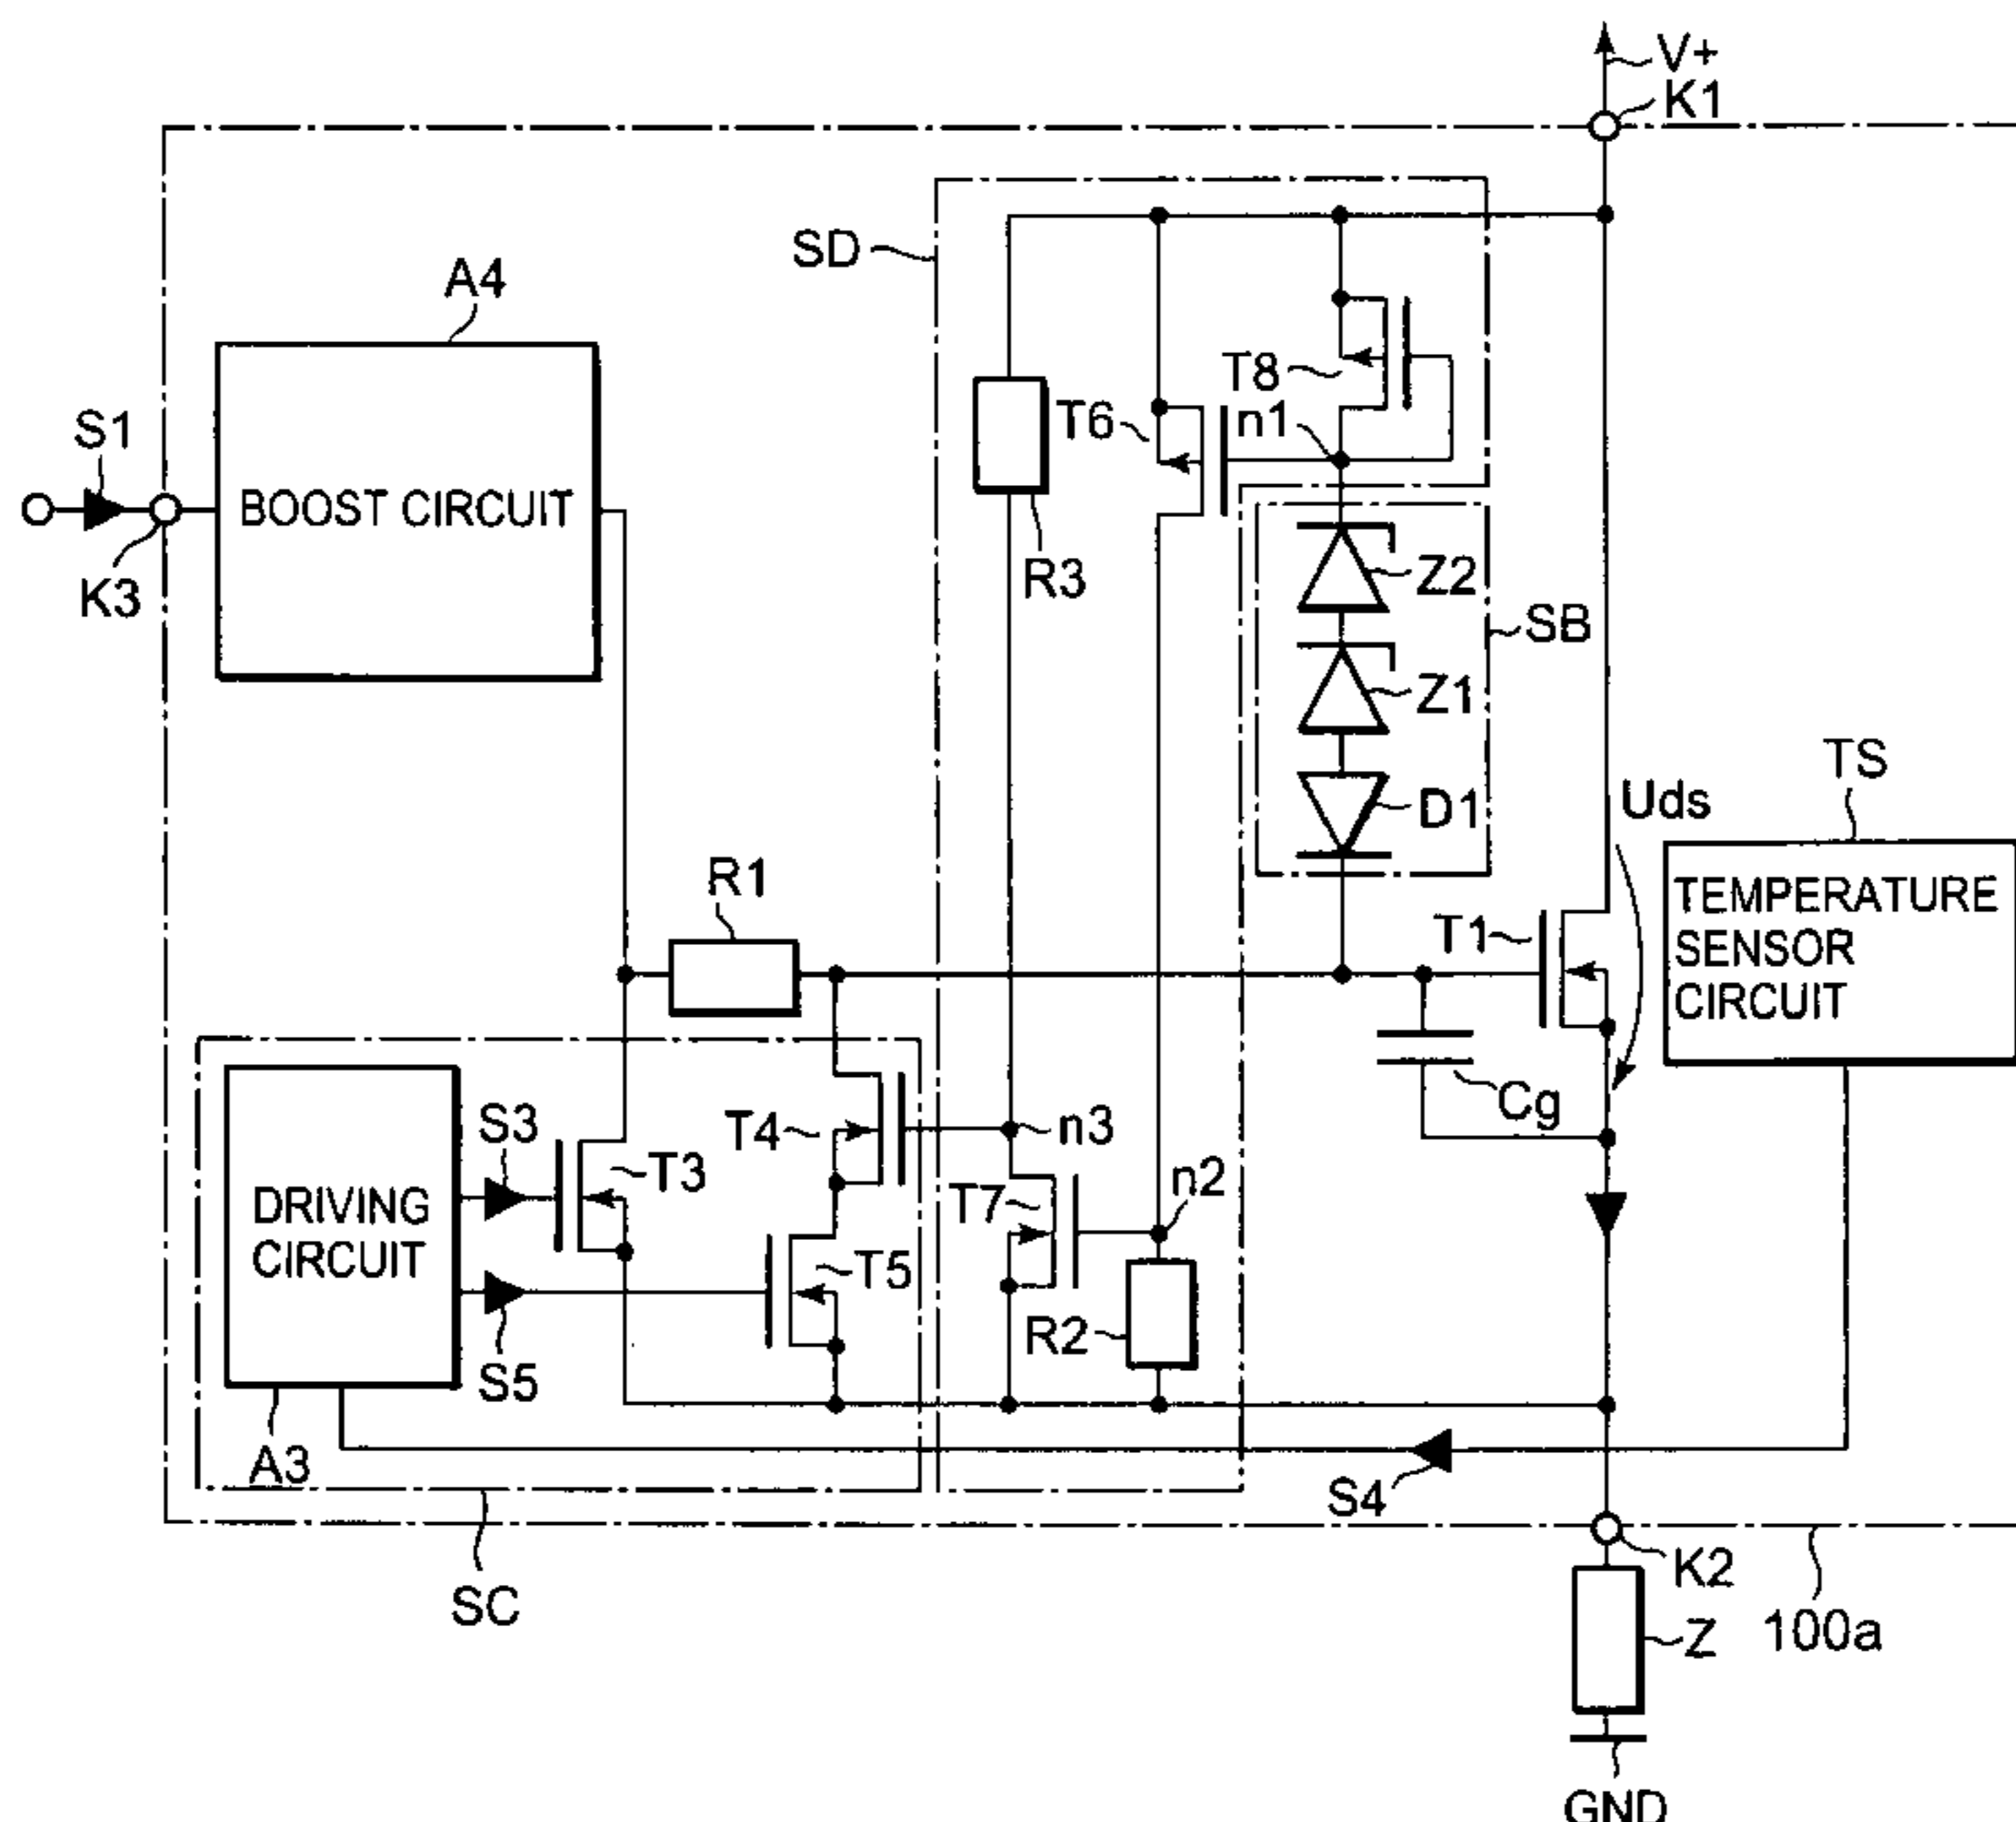 V+
K1
SD
A4
T8
S1
T6
n1
BOOST CIRCUIT
K3
R3
Z2
SB
Z1
TS
D1
Uds
R1
TEMPERATURE
SENSOR
CIRCUIT
T1
Cg
S3
T4
n3
T3
T7
n2
DRIVING
CIRCUIT
T5
R2
S5
A3
S4
SC
K2
Z
100a
GND